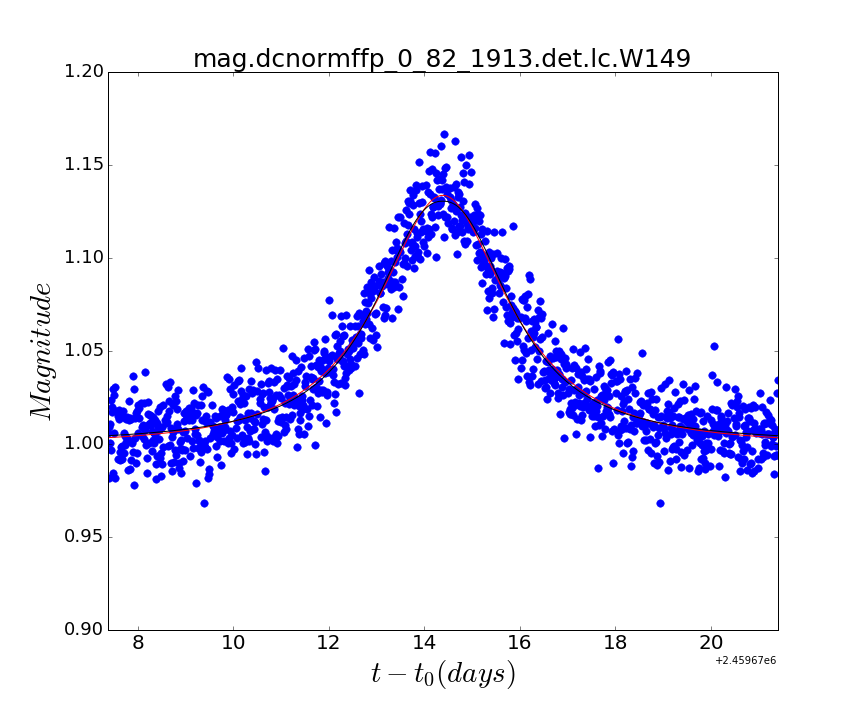 mag.dcnormffp_0_82_1913.det.lc.W149
1.20
1.15
1.10
1.05
1.00
0.95
0.90
Magnitude
8 10 12 14 16 18 20
+2.45967e6
t − t₀(days)